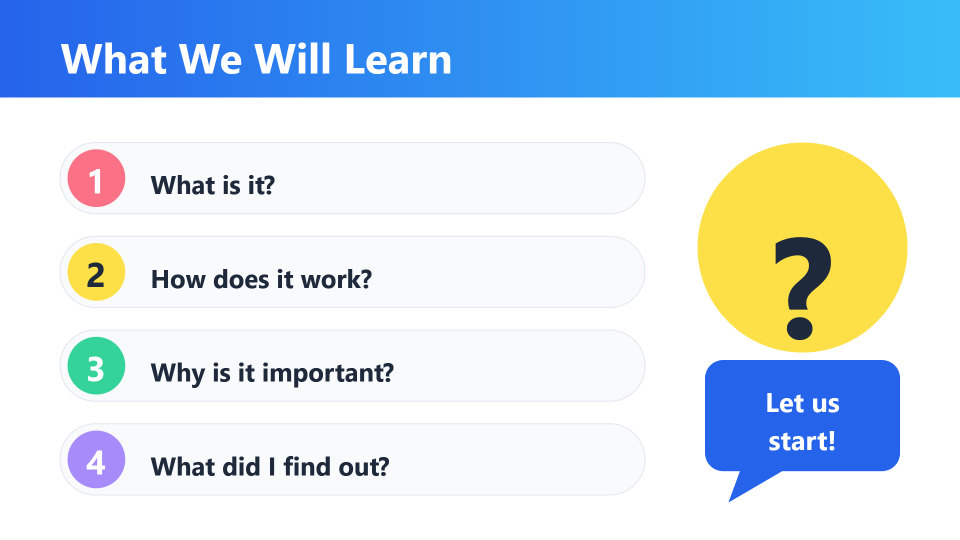 What We Will Learn
1 What is it?
2 How does it work?
3 Why is it important?
4 What did I find out?
?
Let us
start!